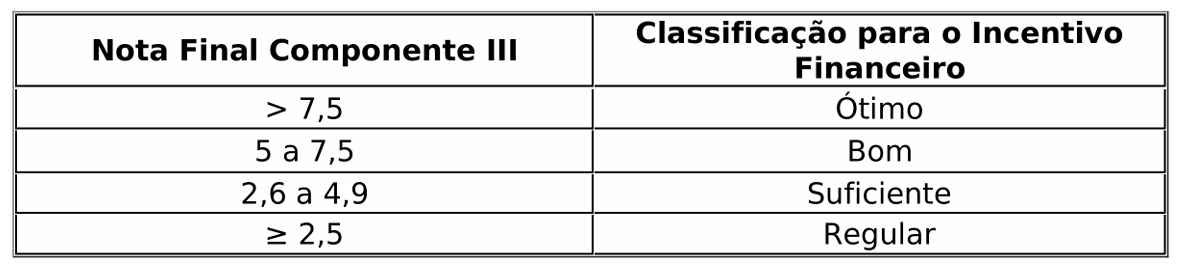 Nota Final Componente III
Classificação para o Incentivo
Financeiro
> 7,5
Ótimo
5 a 7,5
Bom
2,6 a 4,9
Suficiente
≥ 2,5
Regular